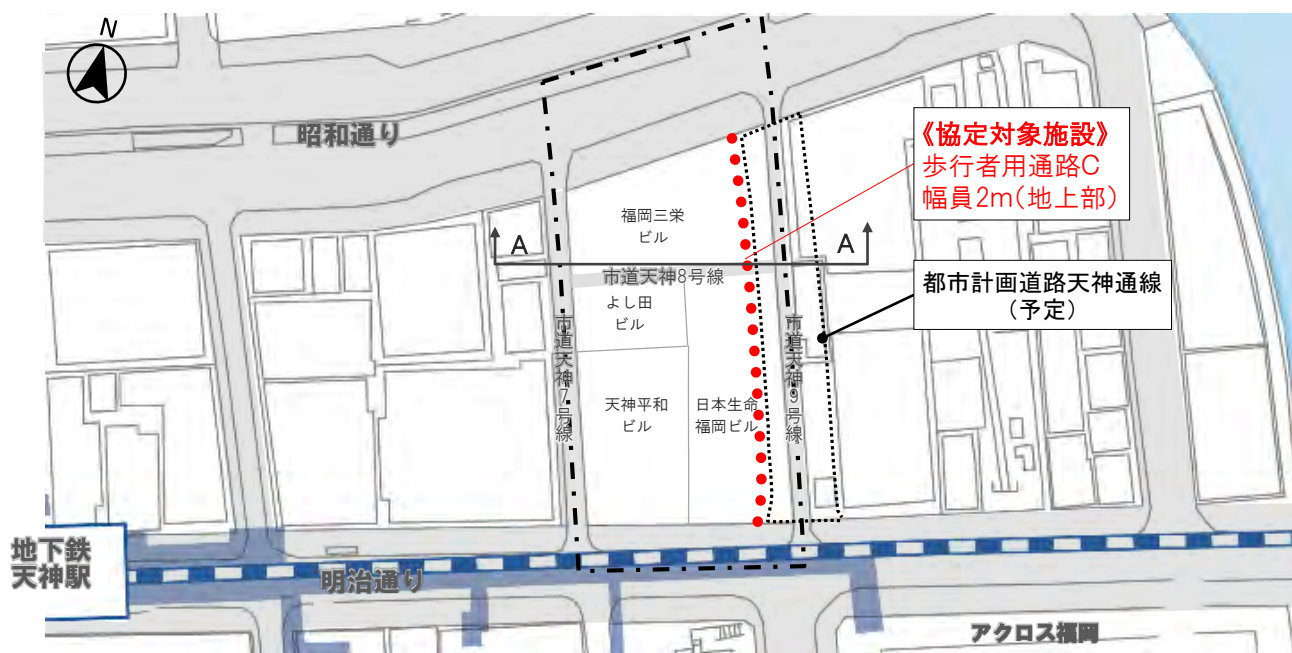 N
昭和通り
《協定対象施設》
歩行者用通路C
幅員2m(地上部)
福岡三栄
ビル
A
A
市道天神8号線
都市計画道路天神通線
(予定)
よし田
ビル
市道天神7号線
市道天神9号線
天神平和
ビル
日本生命
福岡ビル
地下鉄
天神駅
明治通り
アクロス福岡